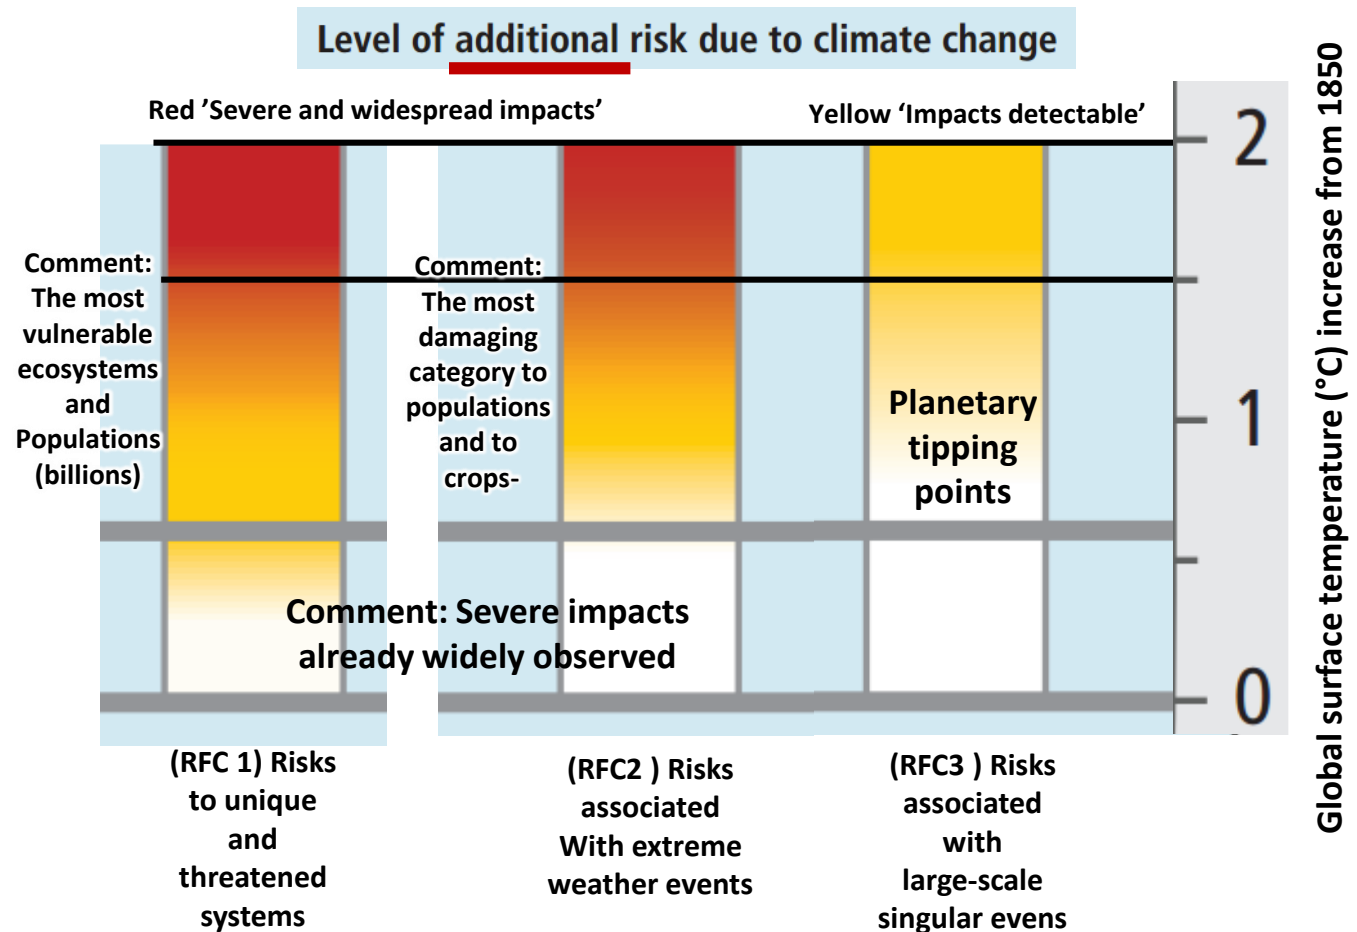 Level of additional risk due to climate change
Red ’Severe and widespread impacts’
Yellow ‘Impacts detectable’
Comment:
The most
vulnerable
ecosystems
and
Populations
(billions)
Comment:
The most
damaging
category to
populations
and to
crops-
Planetary
tipping
points
Comment: Severe impacts
already widely observed
2
1
0
Global surface temperature (°C) increase from 1850
(RFC 1) Risks
to unique
and
threatened
systems
(RFC2 ) Risks
associated
With extreme
weather events
(RFC3 ) Risks
associated
with
large-scale
singular evens